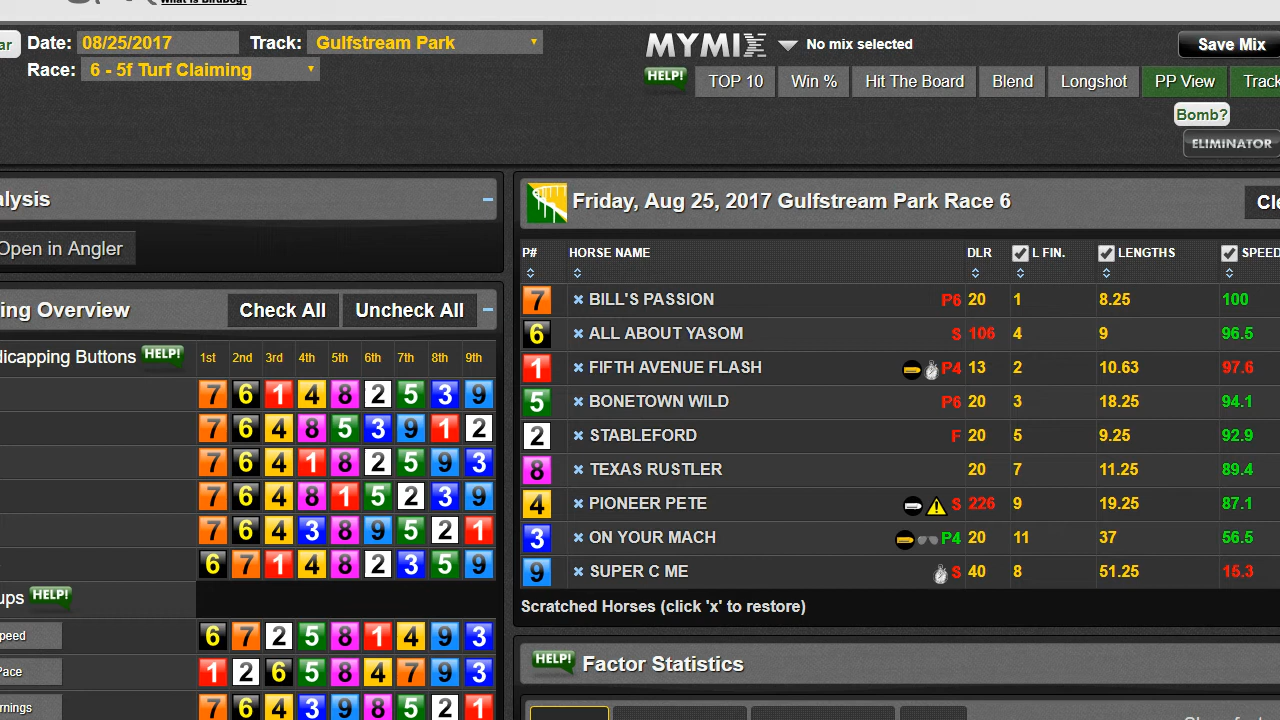 What is BirdDog?
ar Date: 08/25/2017 Track: Gulfstream Park
Race: 6 - 5f Turf Claiming
MYMIX No mix selected Save Mix
HELP! TOP 10 Win % Hit The Board Blend Longshot PP View Track
Bomb?
ELIMINATOR
alysis
Open in Angler
ing Overview Check All Uncheck All
dicapping Buttons HELP! 1st 2nd 3rd 4th 5th 6th 7th 8th 9th
7 6 1 4 8 2 5 3 9
7 6 4 8 5 3 9 1 2
7 6 4 1 8 2 5 9 3
7 6 4 8 1 5 2 3 9
7 6 4 3 8 9 5 2 1
6 7 1 4 8 2 3 5 9
ups HELP!
peed 6 7 2 5 8 1 4 9 3
Pace 1 2 6 5 8 4 7 9 3
rnings 7 6 4 3 9 8 5 2 1
Friday, Aug 25, 2017 Gulfstream Park Race 6 Cle
P# HORSE NAME DLR L FIN. LENGTHS SPEED
7 BILL'S PASSION P6 20 1 8.25 100
6 ALL ABOUT YASOM S 106 4 9 96.5
1 FIFTH AVENUE FLASH P4 13 2 10.63 97.6
5 BONETOWN WILD P6 20 3 18.25 94.1
2 STABLEFORD F 20 5 9.25 92.9
8 TEXAS RUSTLER 20 7 11.25 89.4
4 PIONEER PETE S 226 9 19.25 87.1
3 ON YOUR MACH P4 20 11 37 56.5
9 SUPER C ME S 40 8 51.25 15.3
Scratched Horses (click 'x' to restore)
HELP! Factor Statistics